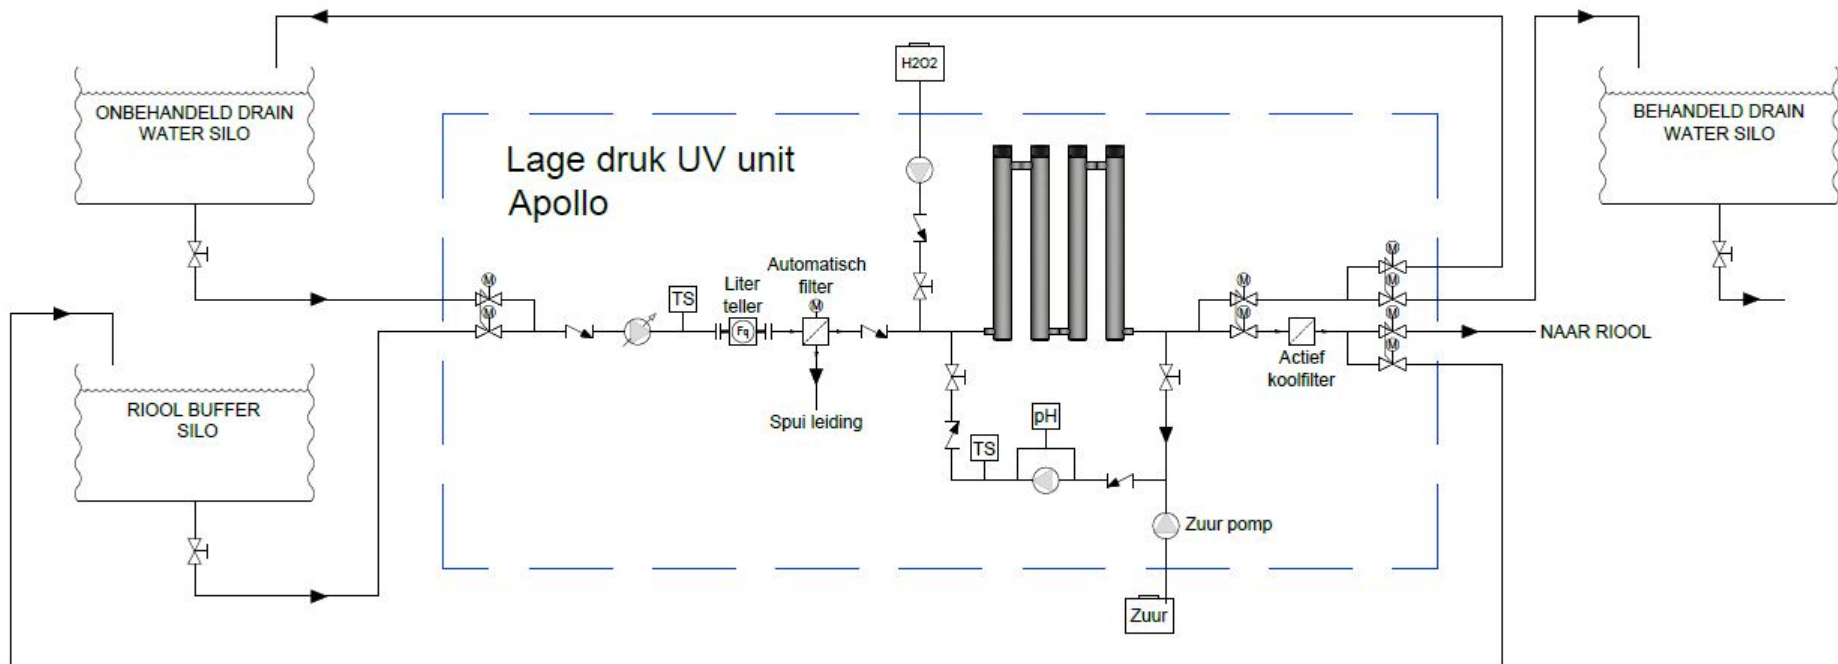 H2O2
ONBEHANDELD DRAIN
WATER SILO
BEHANDELD DRAIN
WATER SILO
Lage druk UV unit
Apollo
Automatisch
filter
Liter
teller
M
M
M
M
M
M
M
M
M
TS
Fq
NAAR RIOOL
Actief
koolfilter
RIOOL BUFFER
SILO
Spui leiding
pH
TS
Zuur pomp
Zuur